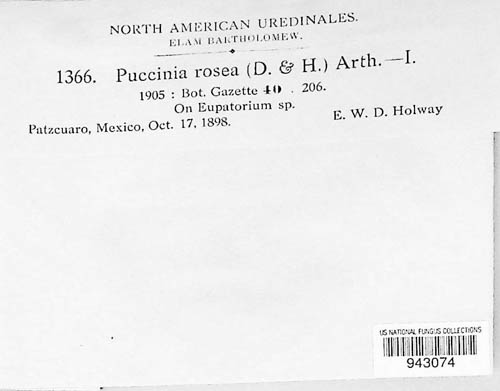 NORTH AMERICAN UREDINALES.
ELAM BARTHOLOMEW.
1366. Puccinia rosea (D. & H.) Arth.—I.
1905 : Bot. Gazette 40 . 206.
On Eupatorium sp.
Patzcuaro, Mexico, Oct. 17, 1898. E. W. D. Holway
US NATIONAL FUNGUS COLLECTIONS
943074